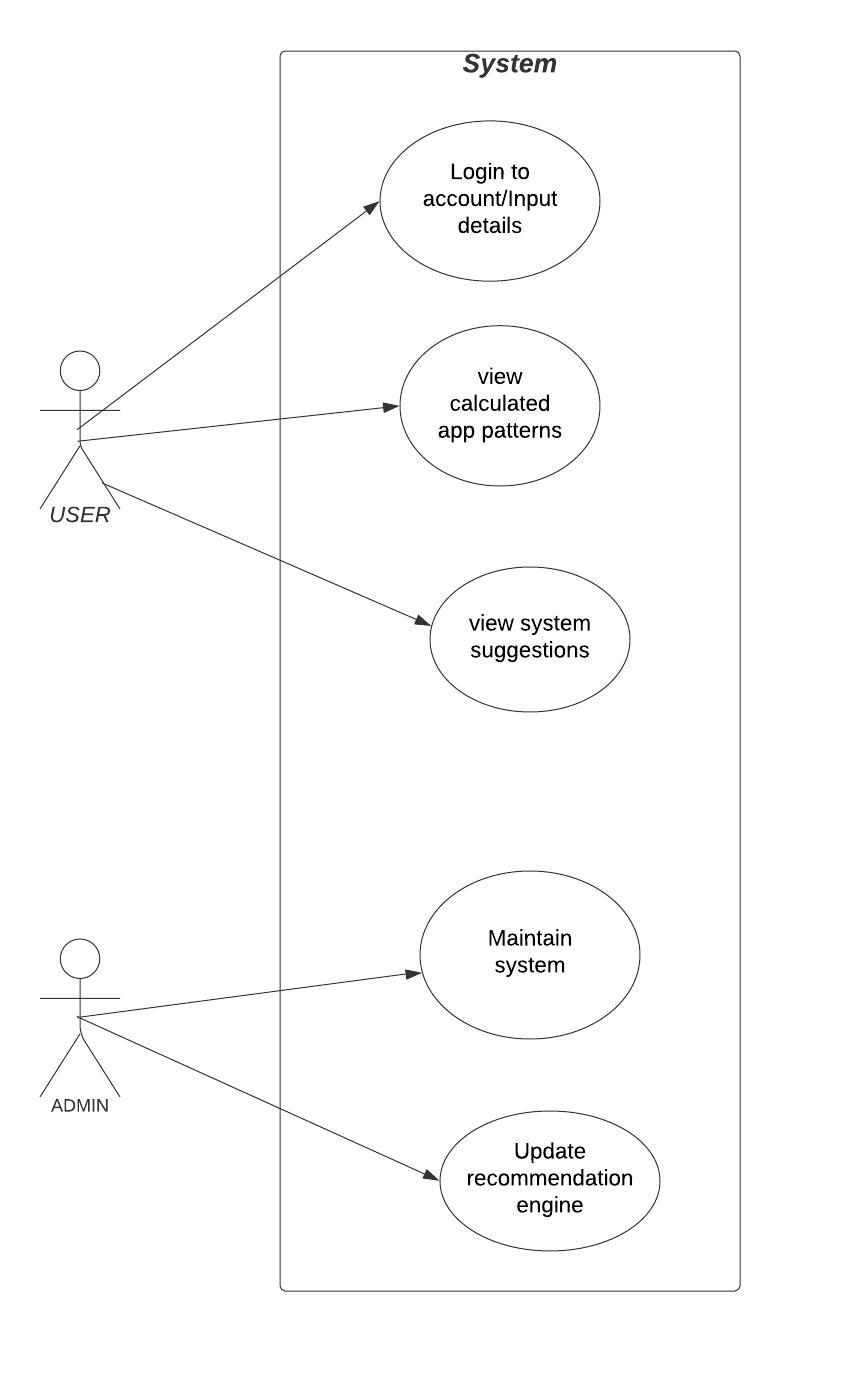 System
Login to
account/Input
details
view
calculated
app patterns
USER
view system
suggestions
Maintain
system
ADMIN
Update
recommendation
engine